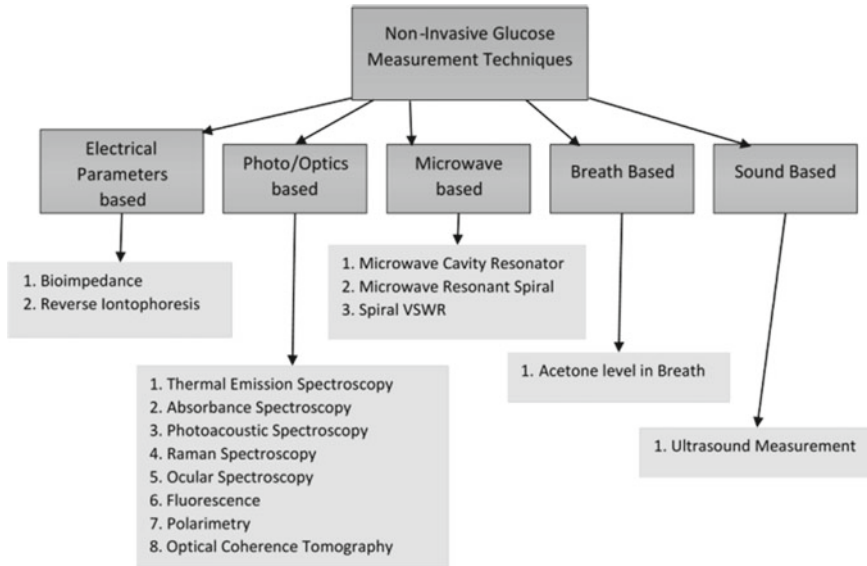 Non-Invasive Glucose
Measurement Techniques
Electrical
Parameters
based
Photo/Optics
based
Microwave
based
Breath Based
Sound Based
1. Bioimpedance
2. Reverse Iontophoresis
1. Microwave Cavity Resonator
2. Microwave Resonant Spiral
3. Spiral VSWR
1. Thermal Emission Spectroscopy
2. Absorbance Spectroscopy
3. Photoacoustic Spectroscopy
4. Raman Spectroscopy
5. Ocular Spectroscopy
6. Fluorescence
7. Polarimetry
8. Optical Coherence Tomography
1. Acetone level in Breath
1. Ultrasound Measurement